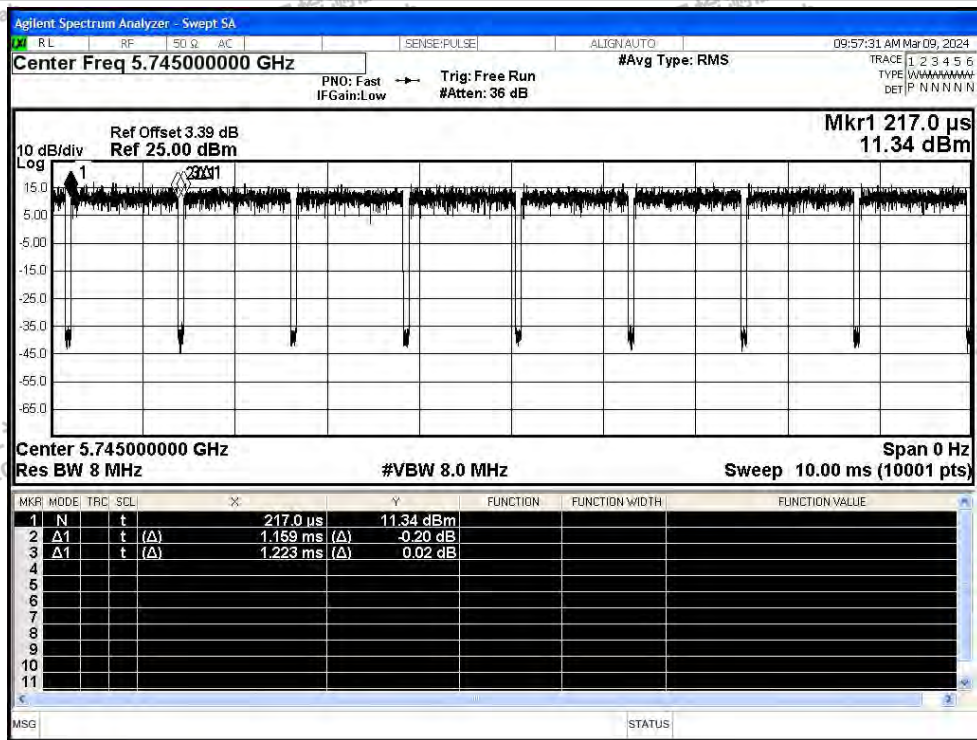 Agilent Spectrum Analyzer - Swept SA
RL RF 50 Ω AC SENSE:PULSE ALIGN AUTO 09:57:31 AM Mar 09, 2024
Center Freq 5.745000000 GHz #Avg Type: RMS TRACE 1 2 3 4 5 6
PNO: Fast Trig: Free Run TYPE WWWWWW
IFGain:Low #Atten: 36 dB DET P N N N N N
Mkr1 217.0 µs
Ref Offset 3.39 dB
10 dB/div Ref 25.00 dBm 11.34 dBm
Log
1
15.0
5.00
-5.00
-15.0
-25.0
-35.0
-45.0
-55.0
-65.0
Center 5.745000000 GHz Span 0 Hz
Res BW 8 MHz #VBW 8.0 MHz Sweep 10.00 ms (10001 pts)
MKR MODE TRC SCL X Y FUNCTION FUNCTION WIDTH FUNCTION VALUE
1 N t 217.0 µs 11.34 dBm
2 Δ1 t (Δ) 1.159 ms (Δ) -0.20 dB
3 Δ1 t (Δ) 1.223 ms (Δ) 0.02 dB
4
5
6
7
8
9
10
11
MSG STATUS